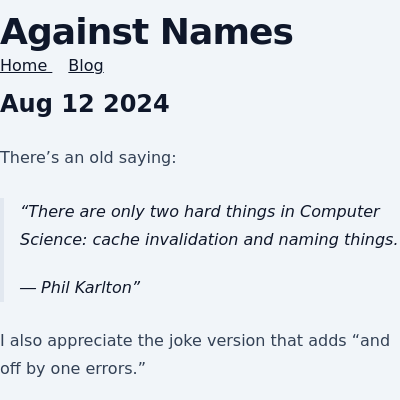 Against Names
Home Blog
Aug 12 2024
There’s an old saying:
“There are only two hard things in Computer
Science: cache invalidation and naming things.
— Phil Karlton”
I also appreciate the joke version that adds “and
off by one errors.”